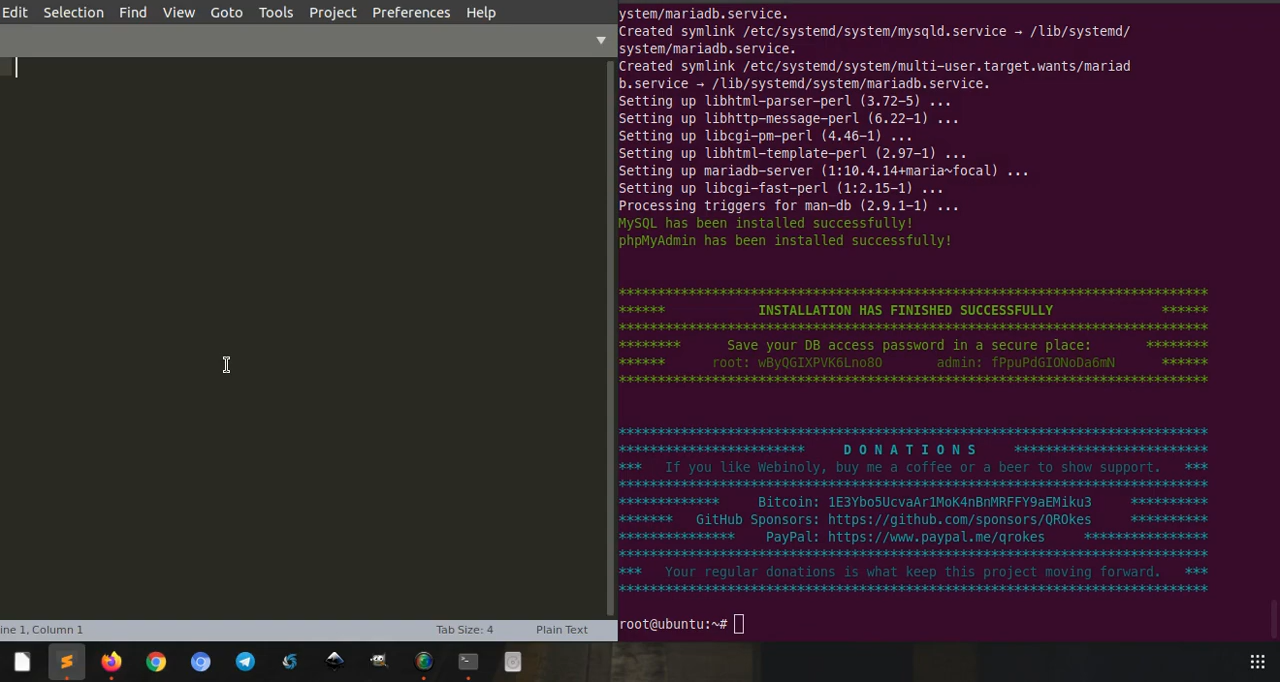 Edit Selection Find View Goto Tools Project Preferences Help
ine 1, Column 1 Tab Size: 4 Plain Text
ystem/mariadb.service.
Created symlink /etc/systemd/system/mysqld.service → /lib/systemd/
system/mariadb.service.
Created symlink /etc/systemd/system/multi-user.target.wants/mariad
b.service → /lib/systemd/system/mariadb.service.
Setting up libhtml-parser-perl (3.72-5) ...
Setting up libhttp-message-perl (6.22-1) ...
Setting up libcgi-pm-perl (4.46-1) ...
Setting up libhtml-template-perl (2.97-1) ...
Setting up mariadb-server (1:10.4.14+maria~focal) ...
Setting up libcgi-fast-perl (1:2.15-1) ...
Processing triggers for man-db (2.9.1-1) ...
MySQL has been installed successfully!
phpMyAdmin has been installed successfully!
****************************************************************************
****** INSTALLATION HAS FINISHED SUCCESSFULLY ******
****************************************************************************
******** Save your DB access password in a secure place: ********
****** root: wByQGIXPVK6Lno8O admin: fPpuPdGIONoDa6mN ******
****************************************************************************
****************************************************************************
************************ D O N A T I O N S *************************
*** If you like Webinoly, buy me a coffee or a beer to show support. ***
****************************************************************************
************* Bitcoin: 1E3Ybo5UcvaAr1MoK4nBnMRFFY9aEMiku3 **********
******* GitHub Sponsors: https://github.com/sponsors/QROkes **********
*************** PayPal: https://www.paypal.me/qrokes ****************
****************************************************************************
*** Your regular donations is what keep this project moving forward. ***
****************************************************************************
root@ubuntu:~#